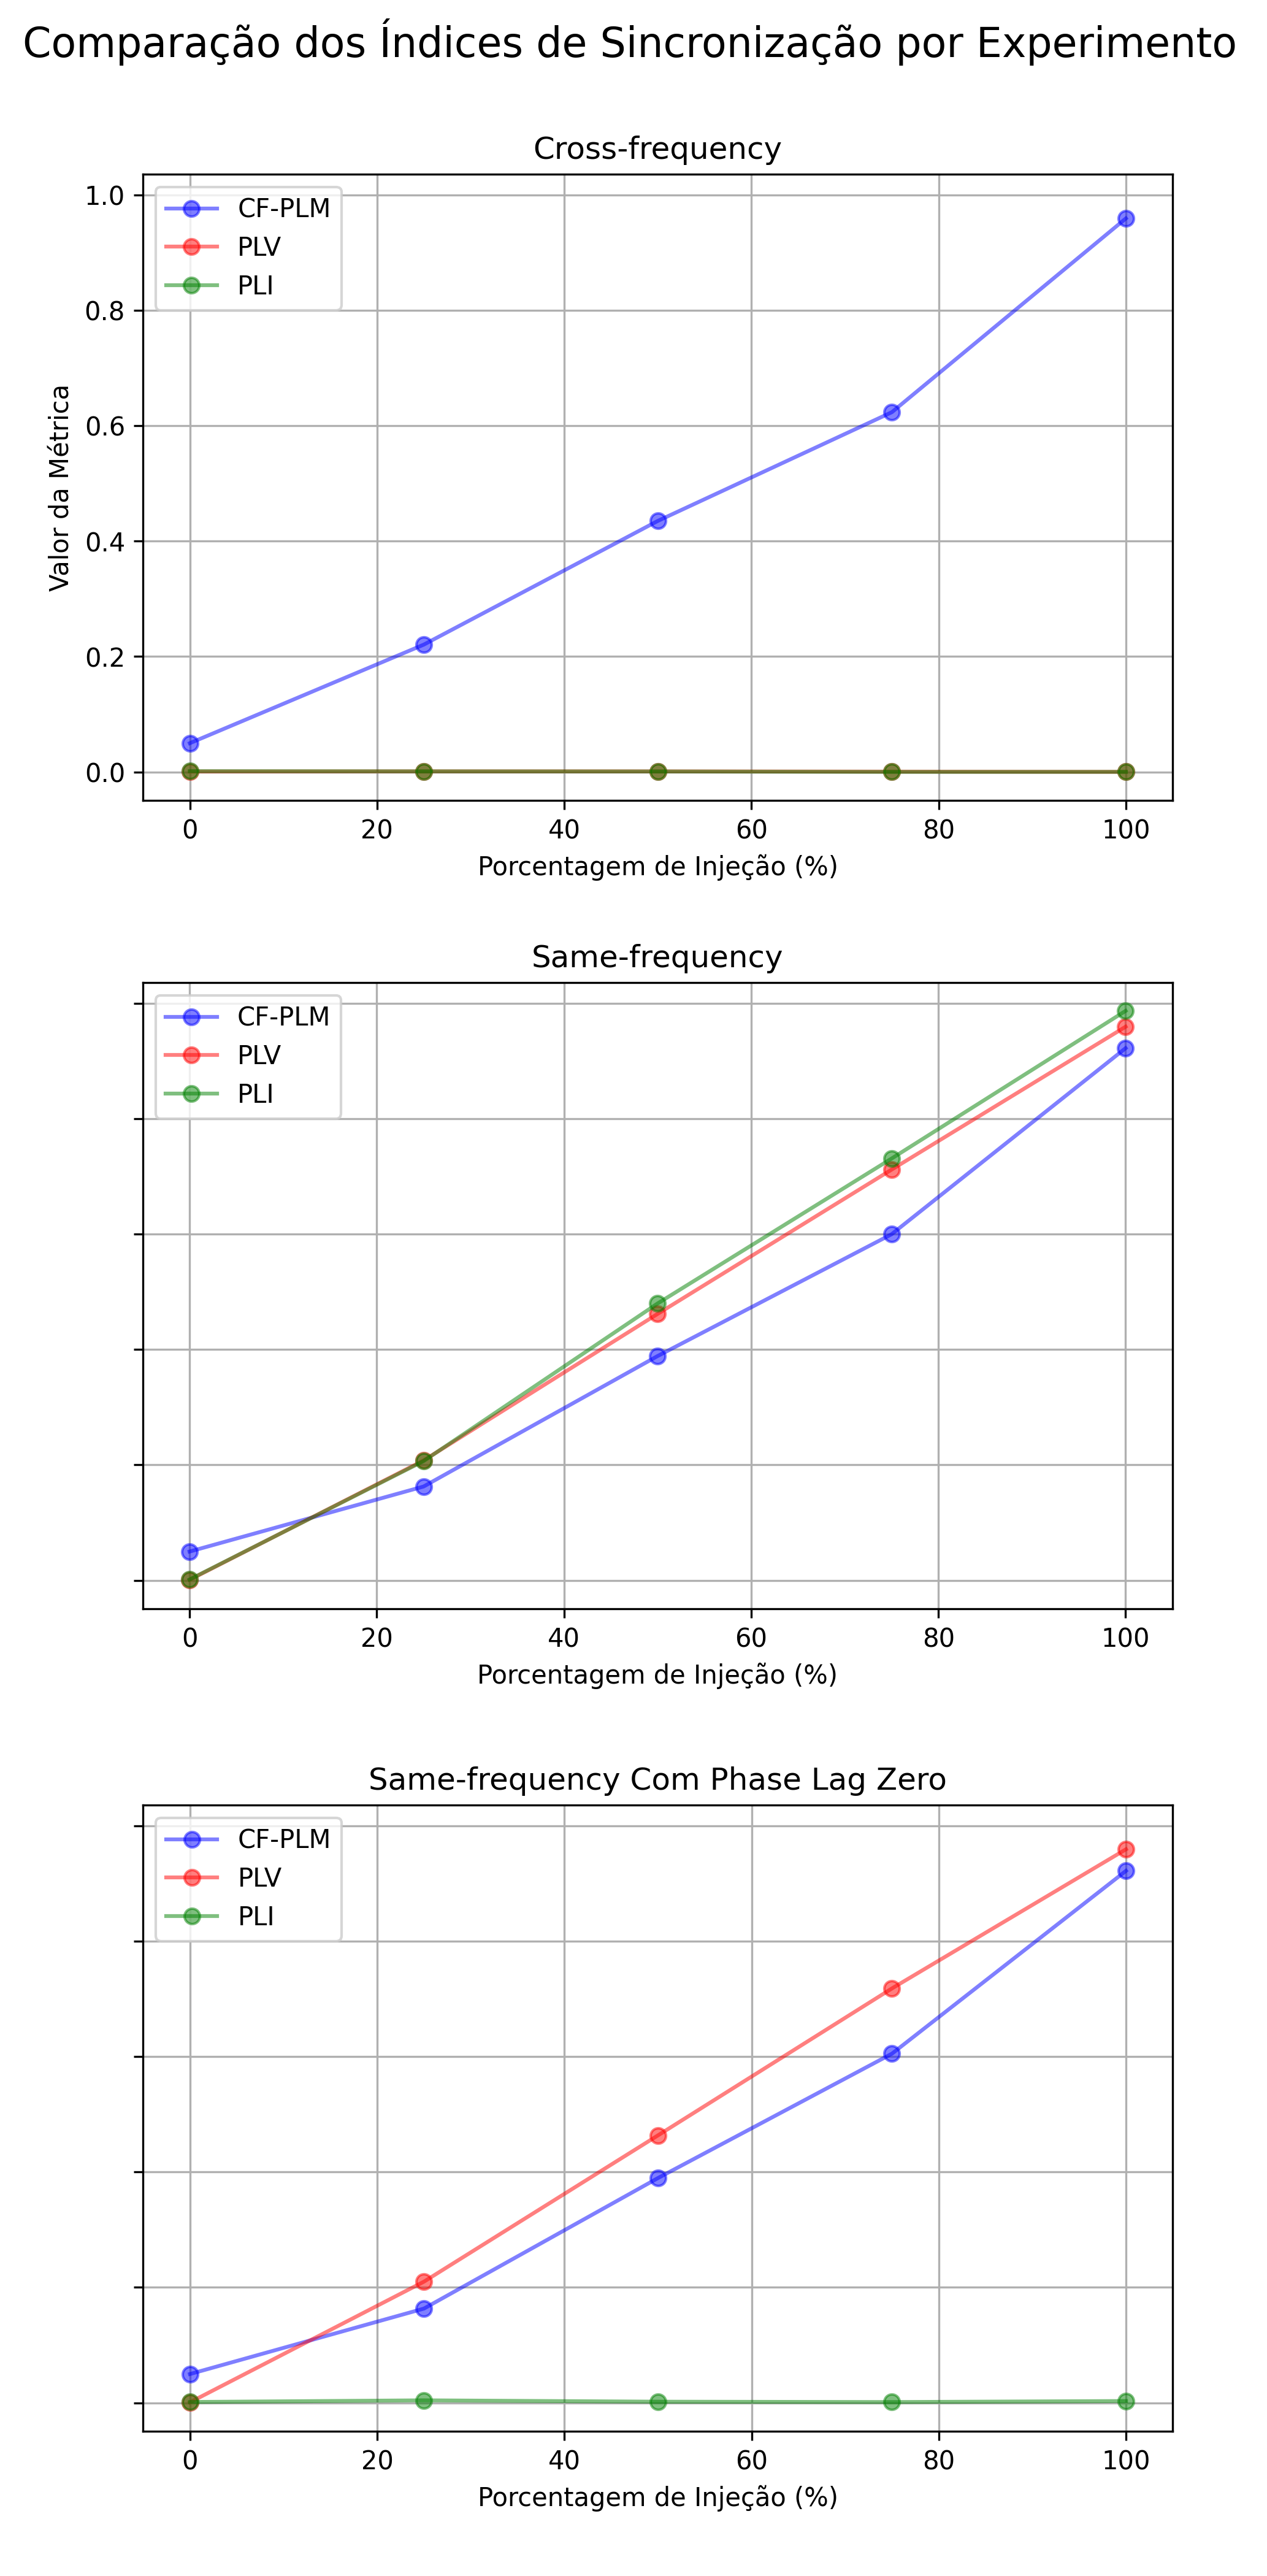 Comparação dos Índices de Sincronização por Experimento
Cross-frequency
CF-PLM
PLV
PLI
1.0
0.8
0.6
0.4
0.2
0.0
Valor da Métrica
0 20 40 60 80 100
Porcentagem de Injeção (%)
Same-frequency
CF-PLM
PLV
PLI
0 20 40 60 80 100
Porcentagem de Injeção (%)
Same-frequency Com Phase Lag Zero
CF-PLM
PLV
PLI
0 20 40 60 80 100
Porcentagem de Injeção (%)